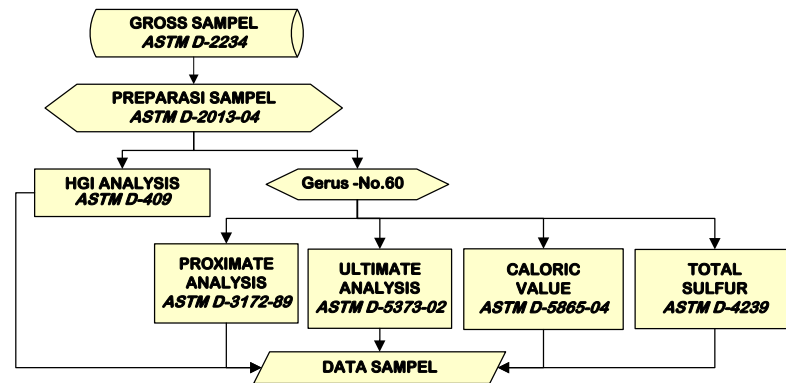 GROSS SAMPEL
ASTM D-2234
PREPARASI SAMPEL
ASTM D-2013-04
HGI ANALYSIS
ASTM D-409
Gerus -No.60
PROXIMATE
ANALYSIS
ASTM D-3172-89
ULTIMATE
ANALYSIS
ASTM D-5373-02
CALORIC
VALUE
ASTM D-5865-04
TOTAL
SULFUR
ASTM D-4239
DATA SAMPEL